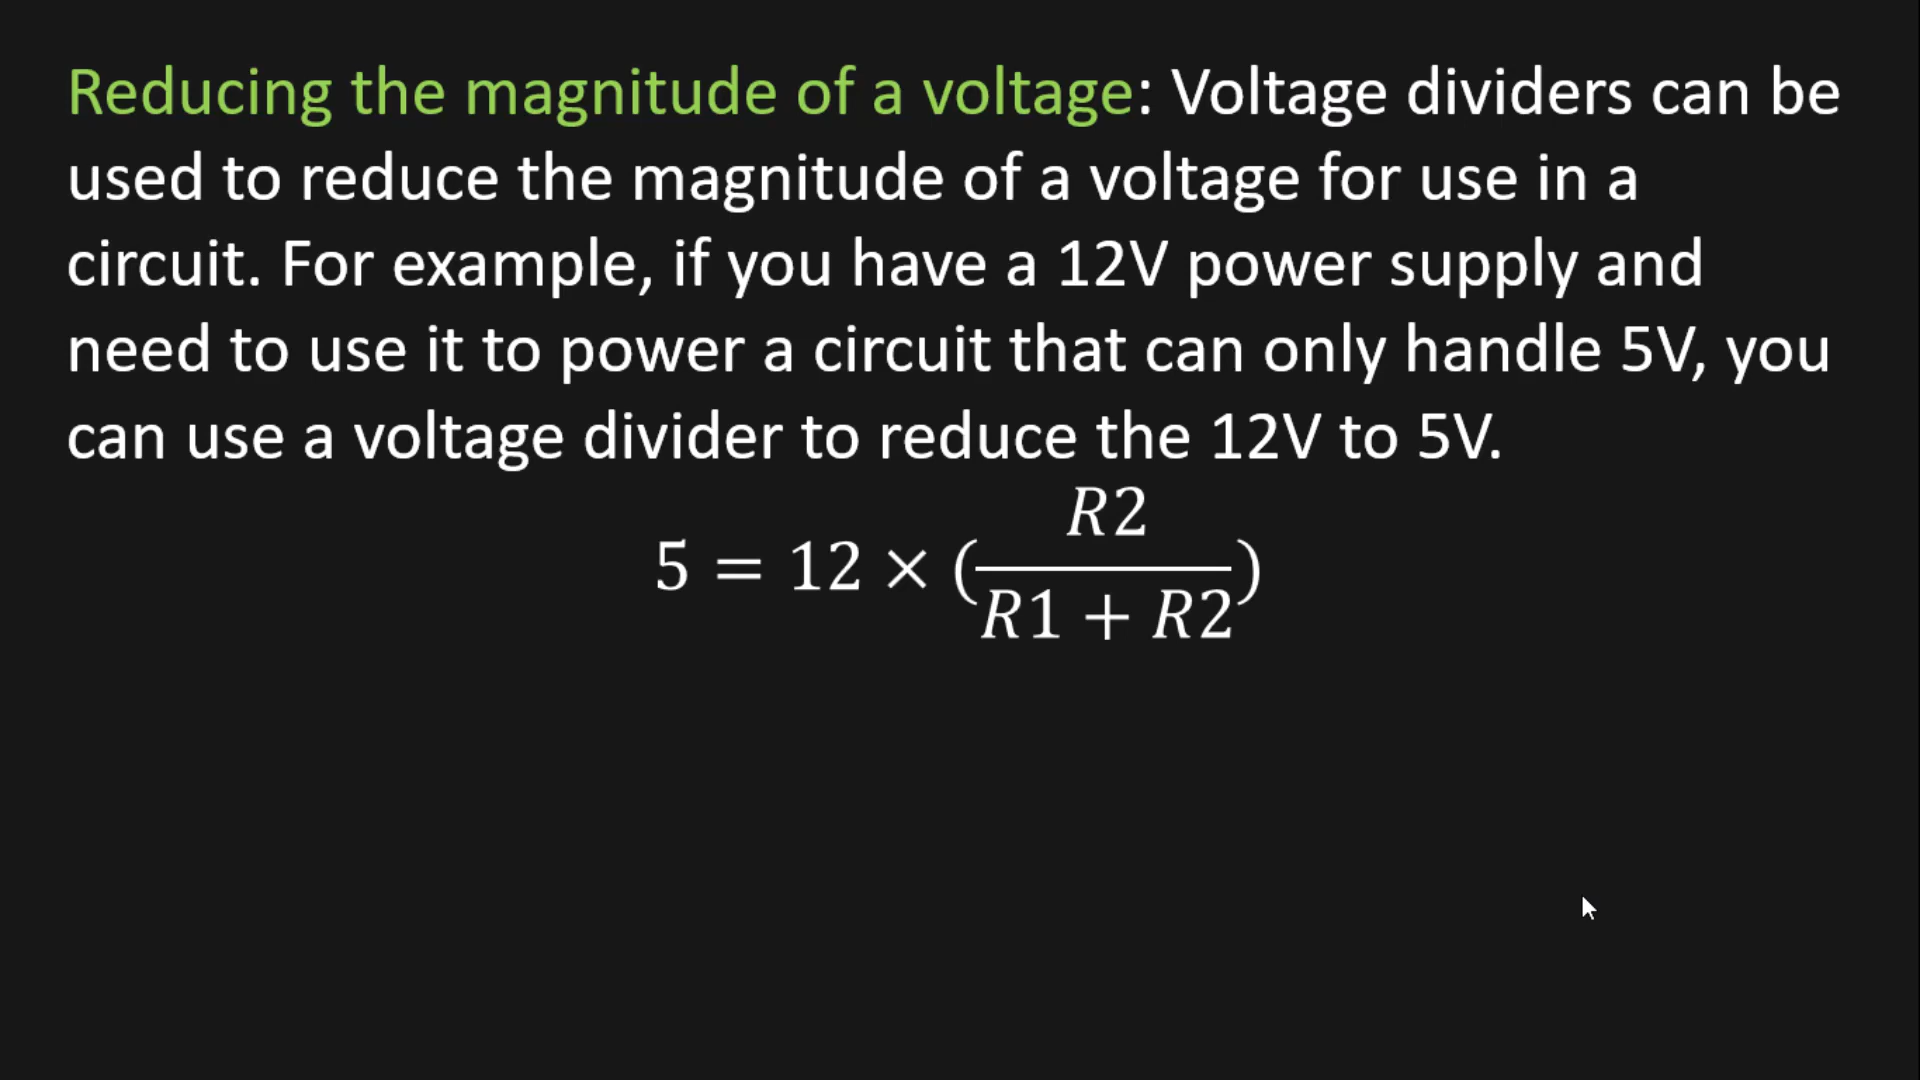 Reducing the magnitude of a voltage: Voltage dividers can be
used to reduce the magnitude of a voltage for use in a
circuit. For example, if you have a 12V power supply and
need to use it to power a circuit that can only handle 5V, you
can use a voltage divider to reduce the 12V to 5V.
5 = 12 × (R2 / R1 + R2)